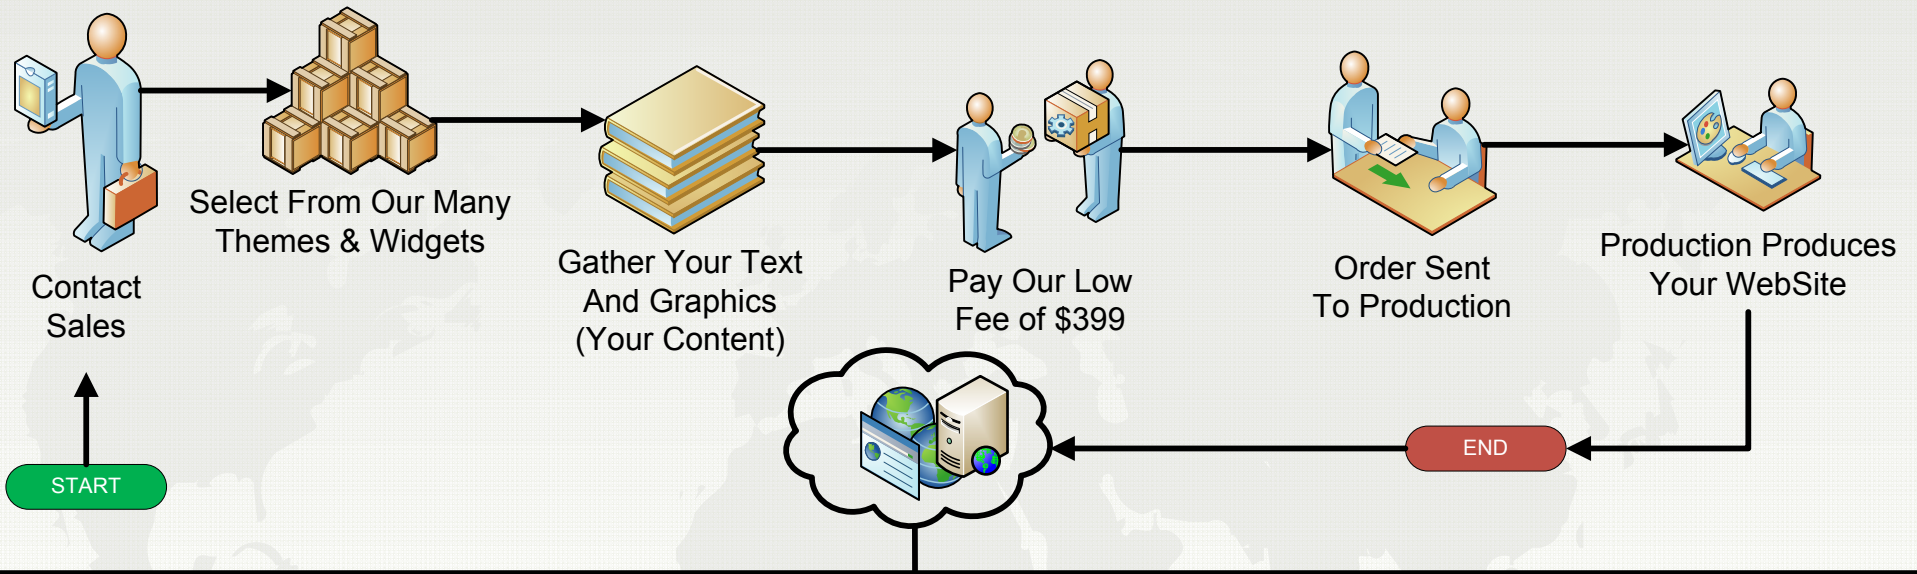 Contact
Sales
Select From Our Many
Themes & Widgets
Gather Your Text
And Graphics
(Your Content)
Pay Our Low
Fee of $399
Order Sent
To Production
Production Produces
Your WebSite
START
END